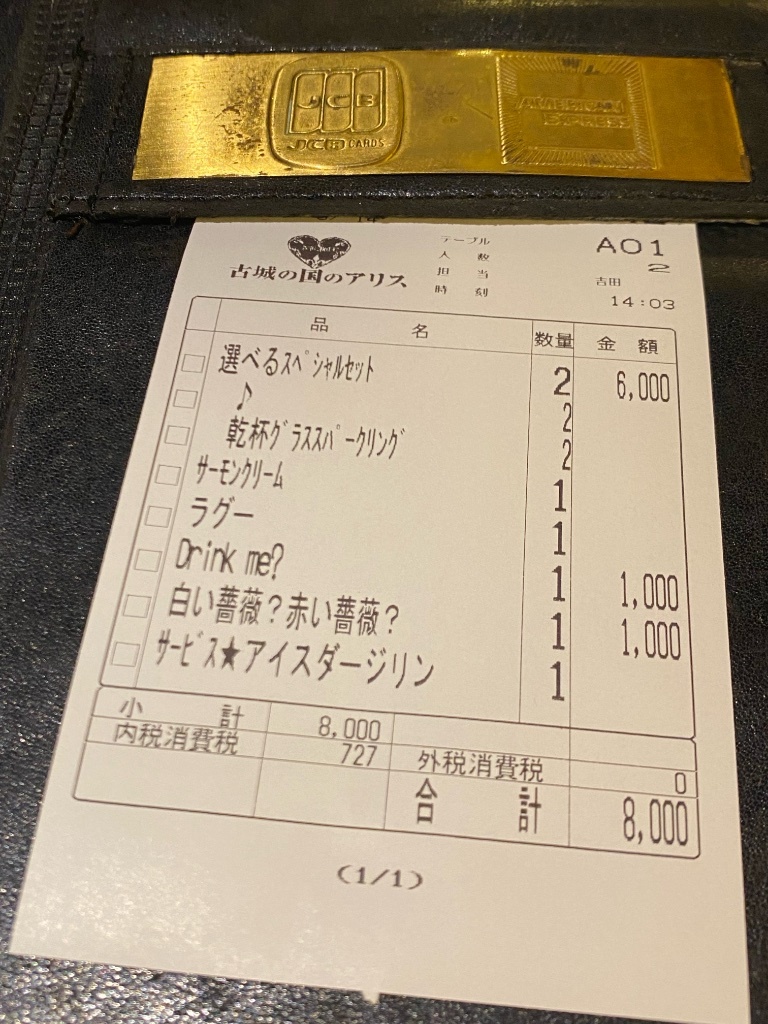 JCB
JCB CARDS
AMERICAN
EXPRESS
古城の国のアリス
テーブル A01
人数 2
担当 吉田
時刻 14:03
品名 数量 金額
選べるスペシャルセット 2 6,000
♪ 2
乾杯グラススパークリング 2
サーモンクリーム 1
ラグー 1
Drink me? 1 1,000
白い薔薇？赤い薔薇？ 1 1,000
サービス★アイスダージリン 1
小計 8,000
内税消費税 727 外税消費税 0
合計 8,000
(1/1)